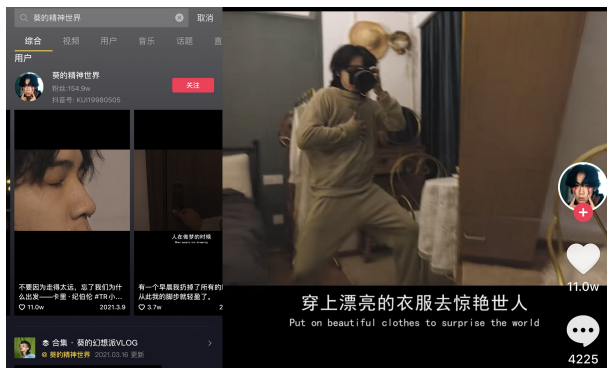 葵的精神世界
取消
综合
视频
用户
音乐
话题
直
用户
葵的精神世界
粉丝:154.9w
抖音号: KUI19980505
关注
人在做梦的时候
不要因为走得太远，忘了我们为什
么出发——卡里·纪伯伦 #TR小...
11.0w
2021.3.9
有一个早晨我扔掉了所有的
从此我的脚步就轻盈了。
3.7w
2
合集 · 葵的幻想派VLOG
@ 葵的精神世界 2021.03.16 更新
穿上漂亮的衣服去惊艳世人
Put on beautiful clothes to surprise the world
11.0w
4225